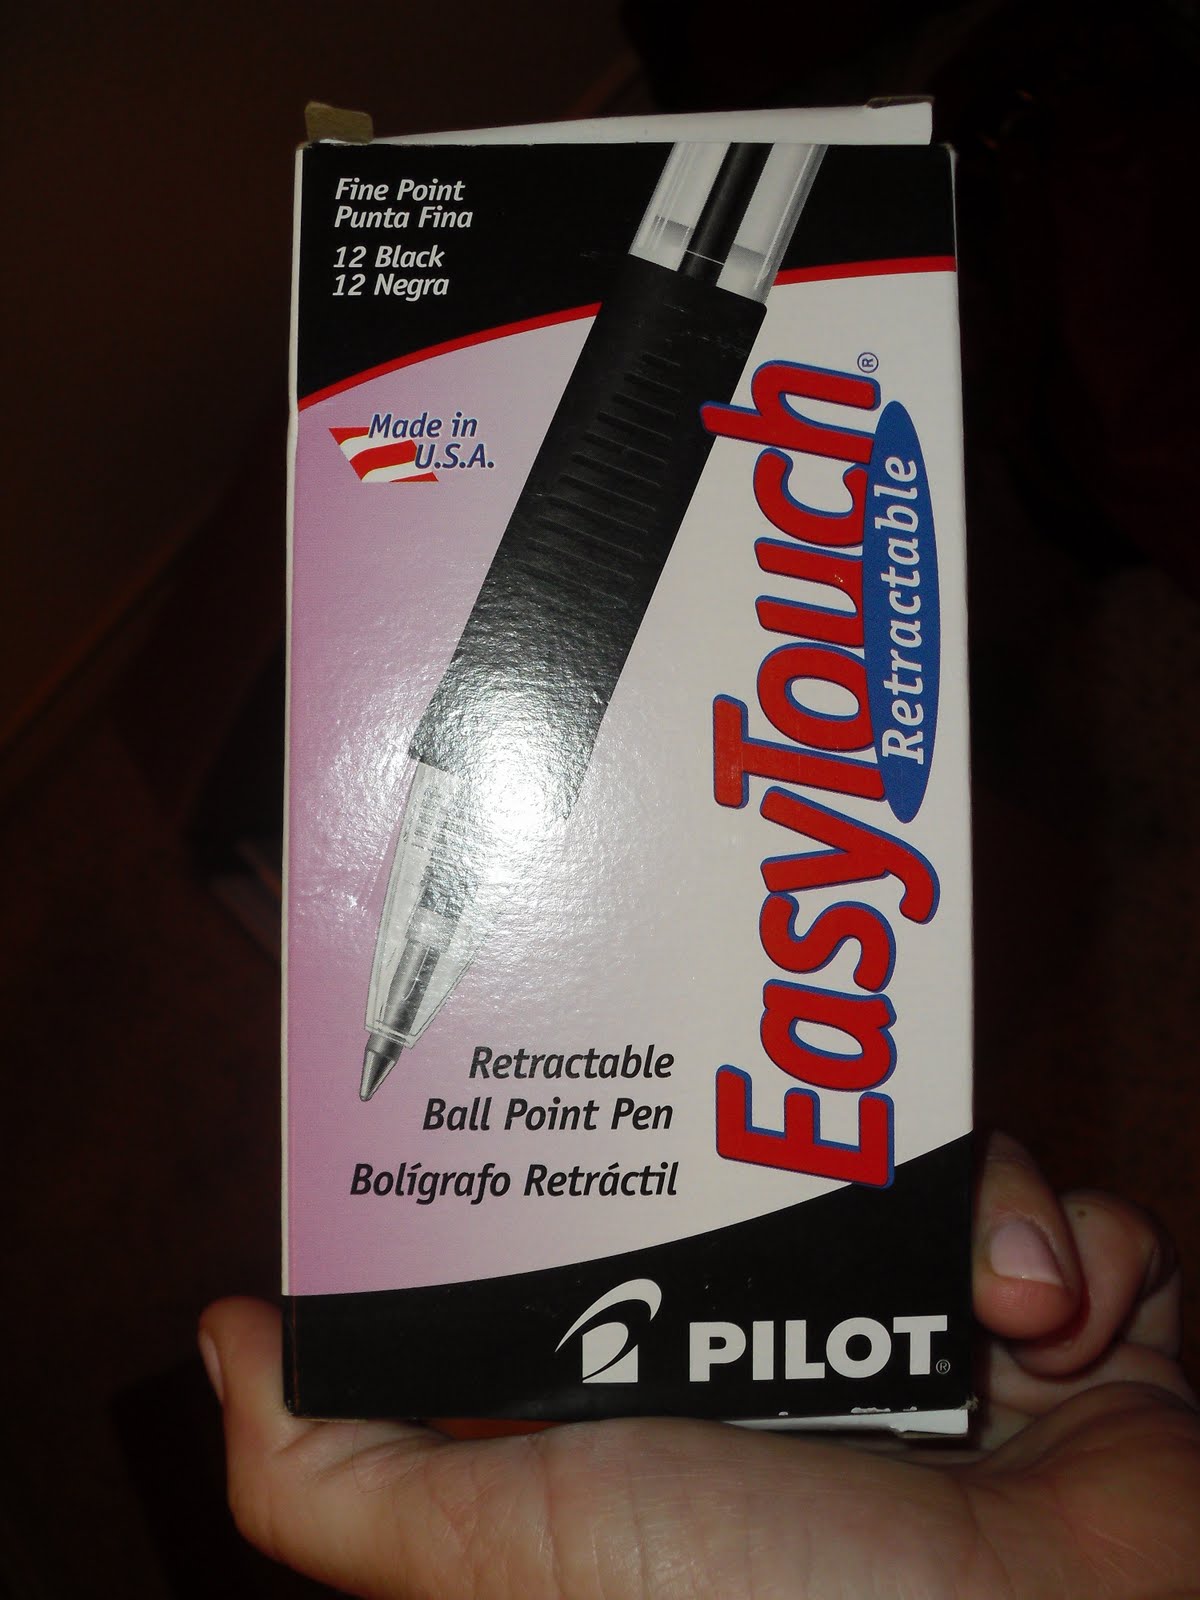 Fine Point
Punta Fina
12 Black
12 Negra
Made in
U.S.A.
EasyTouch®
Retractable
Retractable
Ball Point Pen
Bolígrafo Retráctil
PILOT®